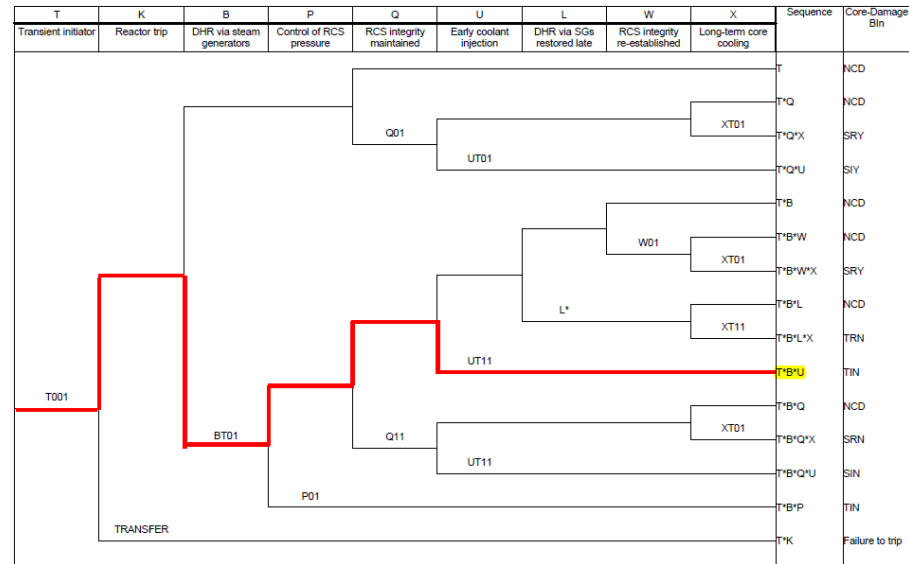 T K B P Q U L W X Sequence Core-Damage
BIn
Transient initiator Reactor trip DHR via steam Control of RCS RCS integrity Early coolant DHR via SGs RCS integrity Long-term core
generators pressure maintained injection restored late re-established cooling
T NCD
T*Q NCD
Q01 XT01
T*Q*X SRY
UT01
T*Q*U SIY
T*B NCD
W01 T*B*W NCD
XT01
T*B*W*X SRY
L* T*B*L NCD
XT11
T*B*L*X TRN
UT11
T*B*U TIN
T001
T*B*Q NCD
BT01 Q11 XT01
T*B*Q*X SRN
UT11
T*B*Q*U SIN
P01
T*B*P TIN
TRANSFER
T*K Failure to trip